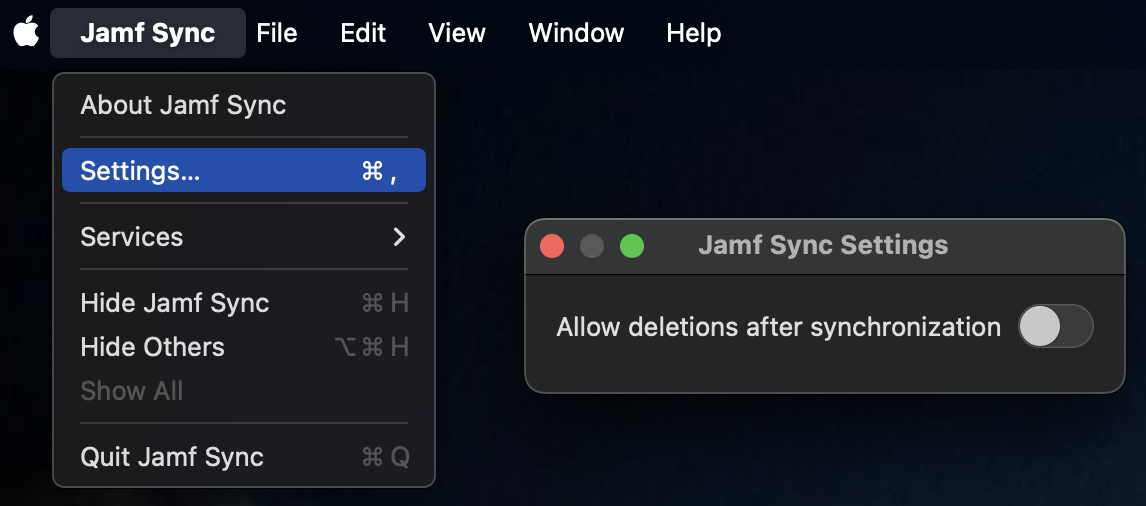 Jamf Sync File Edit View Window Help
About Jamf Sync
Settings... ⌘ ,
Services
Hide Jamf Sync ⌘ H
Hide Others ⌥ ⌘ H
Show All
Quit Jamf Sync ⌘ Q
Jamf Sync Settings
Allow deletions after synchronization